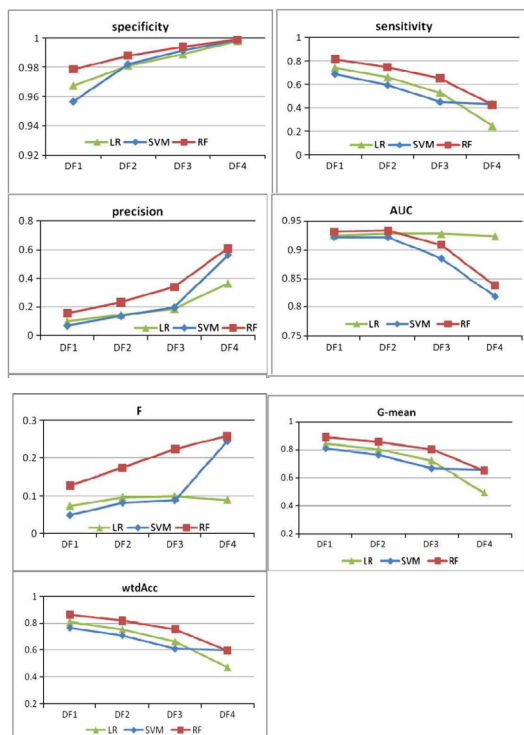 specificity
1
0.98
0.96
0.94
0.92
DF1 DF2 DF3 DF4
LR SVM RF
sensitivity
1
0.8
0.6
0.4
0.2
0
DF1 DF2 DF3 DF4
LR SVM RF
precision
0.8
0.6
0.4
0.2
0
DF1 DF2 DF3 DF4
LR SVM RF
AUC
0.95
0.9
0.85
0.8
0.75
DF1 DF2 DF3 DF4
LR SVM RF
F
0.3
0.2
0.1
0
DF1 DF2 DF3 DF4
LR SVM RF
G-mean
1
0.8
0.6
0.4
0.2
DF1 DF2 DF3 DF4
LR SVM RF
wtdAcc
1
0.8
0.6
0.4
0.2
DF1 DF2 DF3 DF4
LR SVM RF